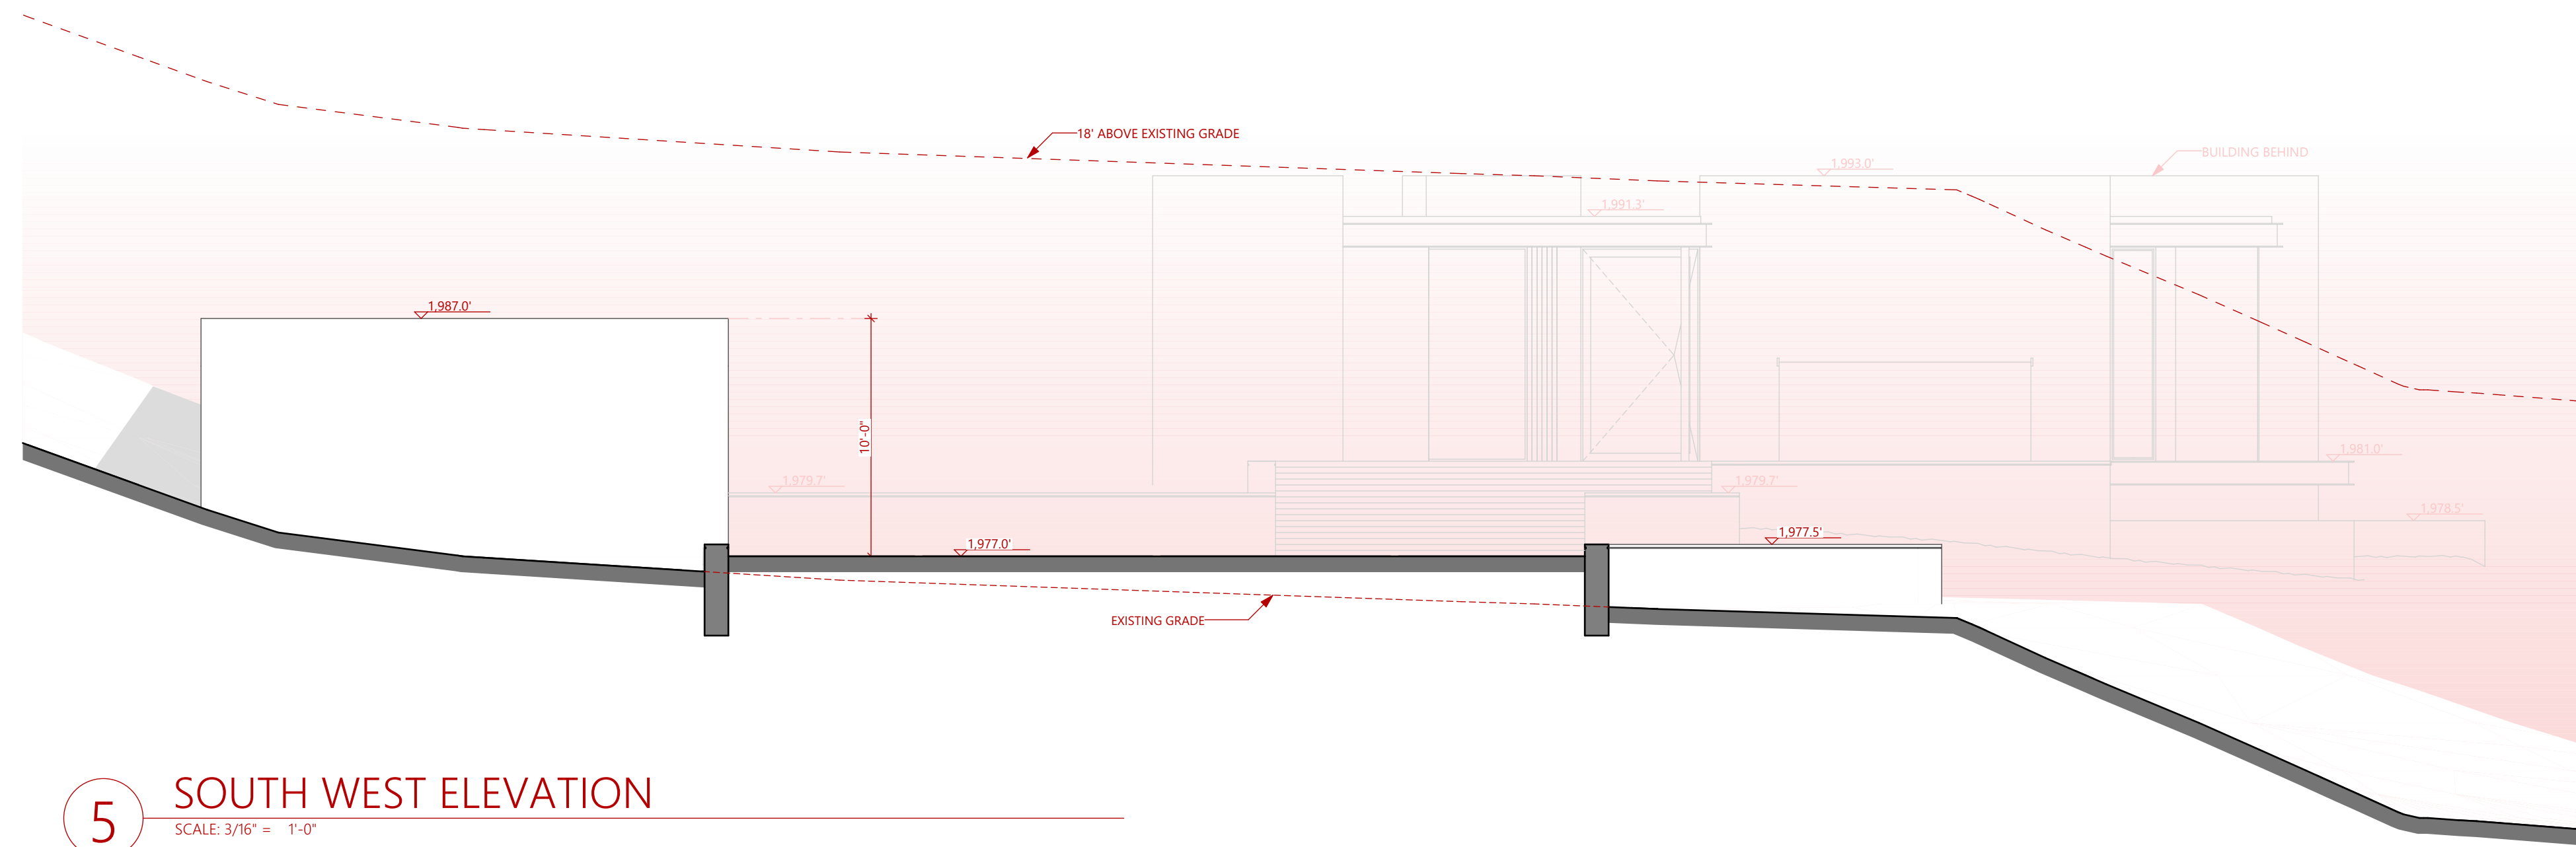 18' ABOVE EXISTING GRADE
BUILDING BEHIND
1,993.0'
1,991.3'
1,987.0'
10'-0"
1,981.0'
1,979.7'
1,979.7'
1,978.5'
1,977.5'
1,977.0'
EXISTING GRADE
5
SOUTH WEST ELEVATION
SCALE: 3/16" = 1'-0"